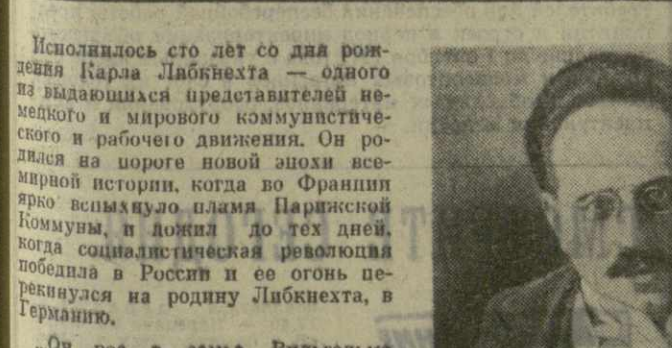 Исполнилось сто лет со дня рож-
дения Карла Либкнехта — одного
из выдающихся представителей не-
мецкого и мирового коммунистиче-
ского и рабочего движения. Он ро-
дился на пороге новой эпохи все-
мирной истории, когда во Франции
ярко вспыхнуло пламя Парижской
Коммуны, и дожил до тех дней,
когда социалистическая революция
победила в России и ее огонь пе-
рекинулся на родину Либкнехта, в
Германию.